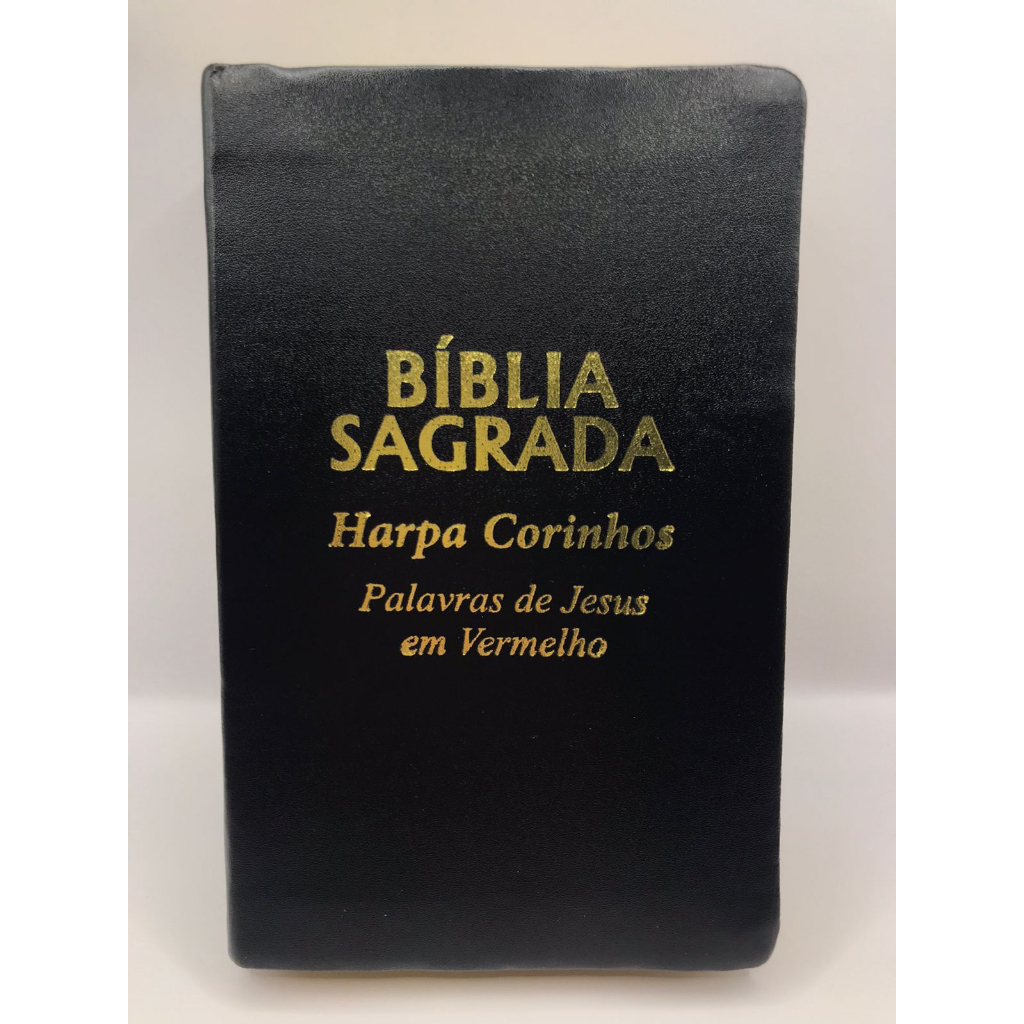 BÍBLIA
SAGRADA
Harpa Corinhos
Palavras de Jesus
em Vermelho